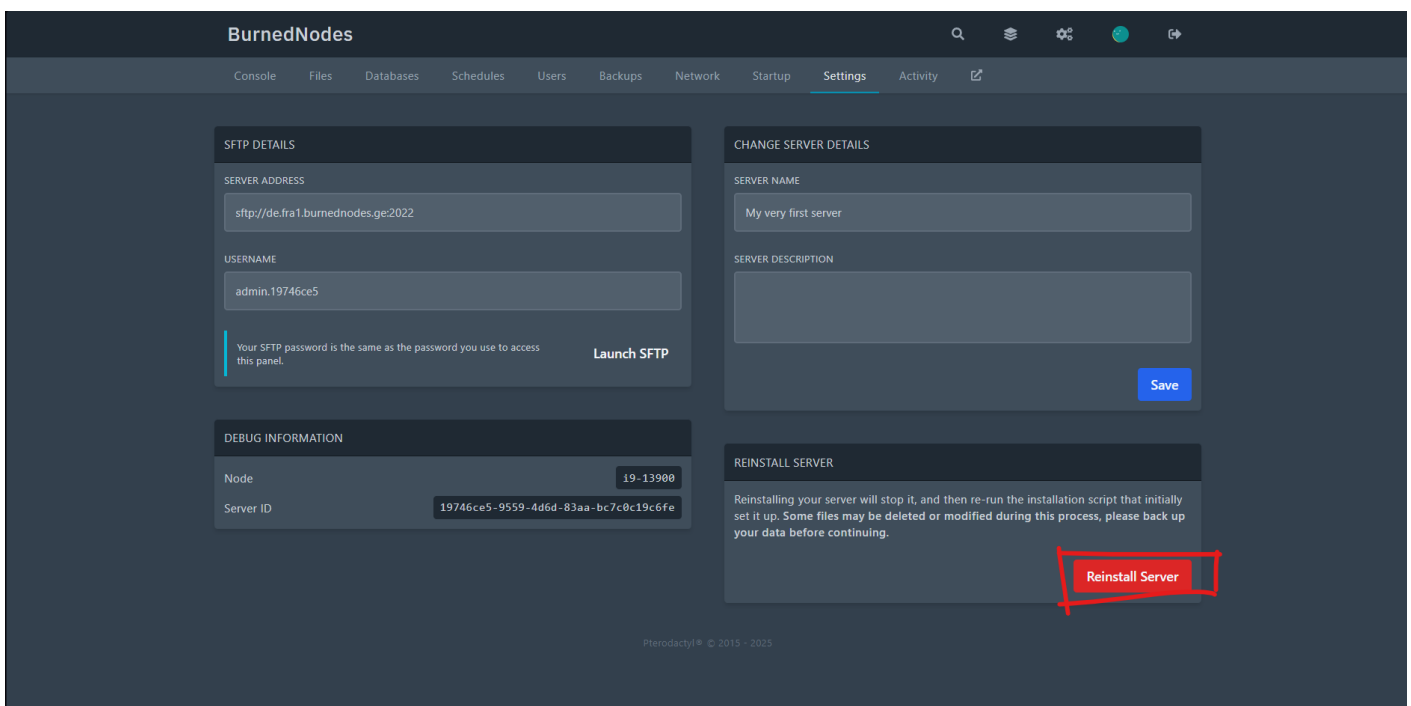 BurnedNodes
Console Files Databases Schedules Users Backups Network Startup Settings Activity
SFTP DETAILS
SERVER ADDRESS
sftp://de.fra1.burnednodes.ge:2022
USERNAME
admin.19746ce5
Your SFTP password is the same as the password you use to access
this panel.
Launch SFTP
DEBUG INFORMATION
Node i9-13900
Server ID 19746ce5-9559-4d6d-83aa-bc7c0c19c6fe
CHANGE SERVER DETAILS
SERVER NAME
My very first server
SERVER DESCRIPTION
Save
REINSTALL SERVER
Reinstalling your server will stop it, and then re-run the installation script that initially
set it up. Some files may be deleted or modified during this process, please back up
your data before continuing.
Reinstall Server
Pterodactyl® © 2015 - 2025